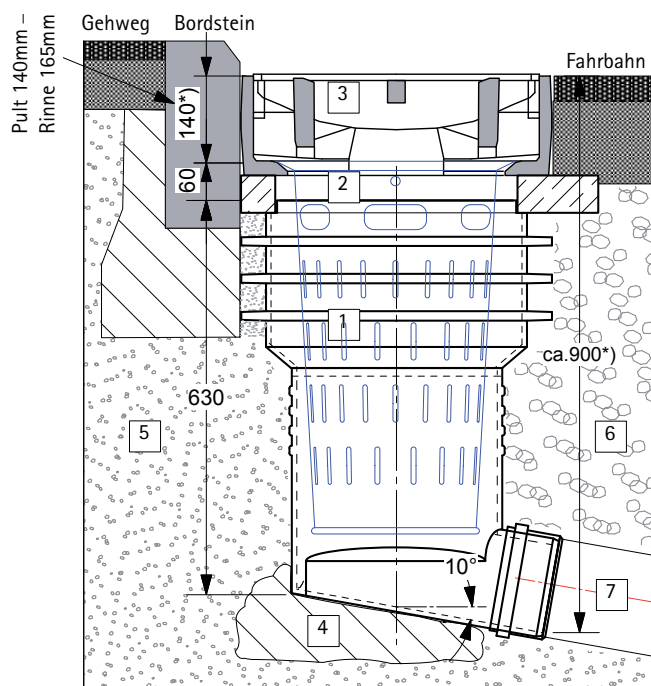 Gehweg Bordstein
Pult 140mm –
Rinne 165mm
Fahrbahn
3
140*)
2
60
1
ca.900*)
630
5
6
10°
7
4